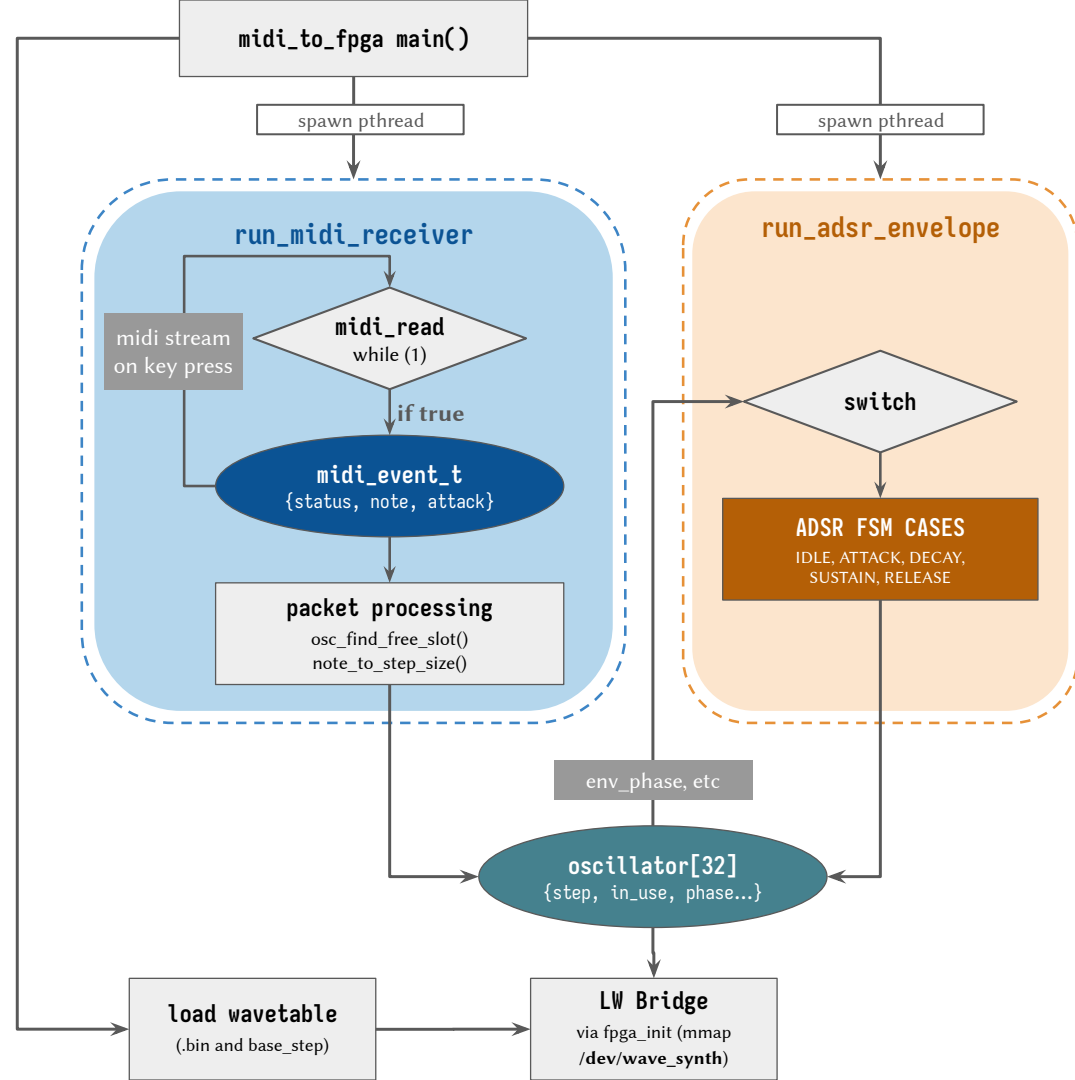 midi_to_fpga main()
spawn pthread
spawn pthread
run_midi_receiver
midi_read
while (1)
midi stream
on key press
if true
midi_event_t
{status, note, attack}
packet processing
osc_find_free_slot()
note_to_step_size()
run_adsr_envelope
switch
ADSR FSM CASES
IDLE, ATTACK, DECAY,
SUSTAIN, RELEASE
env_phase, etc
oscillator[32]
{step, in_use, phase...}
load wavetable
(.bin and base_step)
LW Bridge
via fpga_init (mmap
/dev/wave_synth)